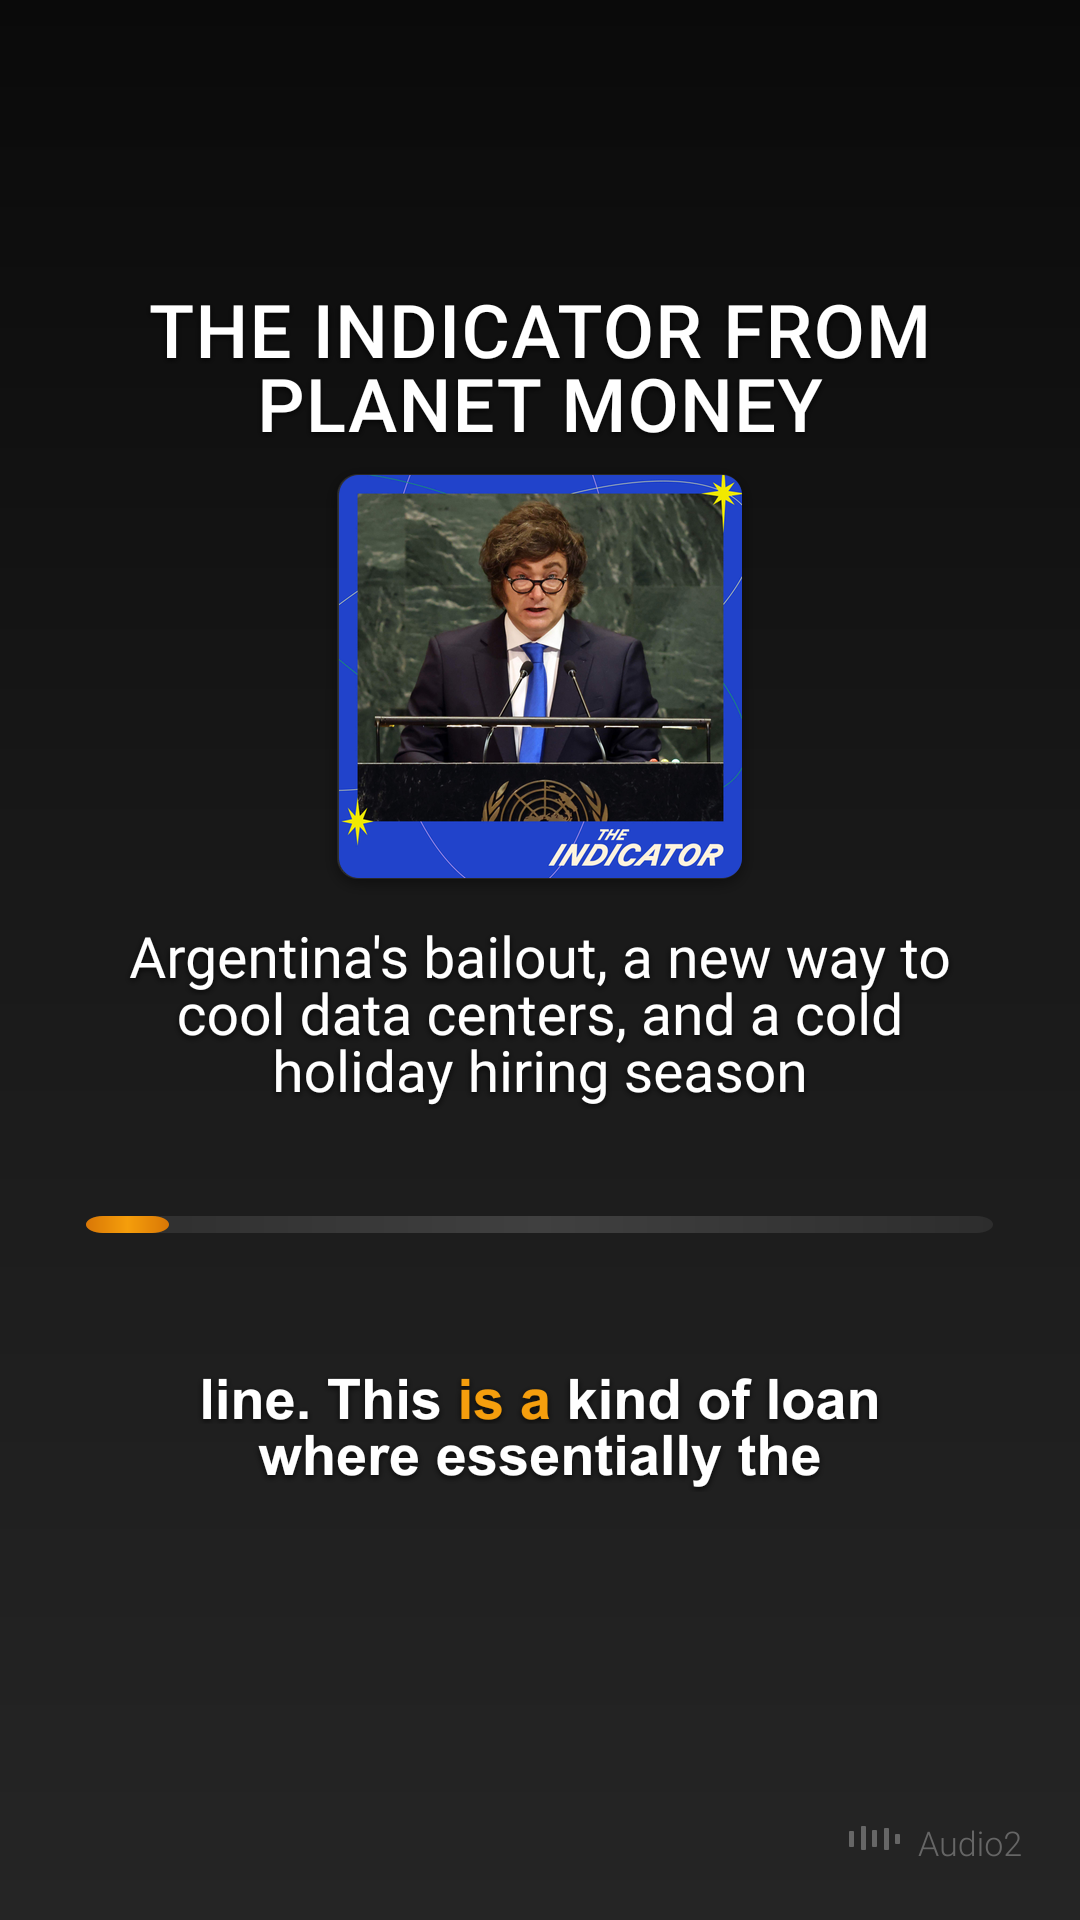 THE INDICATOR FROM
PLANET MONEY
THE
INDICATOR
Argentina's bailout, a new way to
cool data centers, and a cold
holiday hiring season
line. This is a kind of loan
where essentially the
Audio2